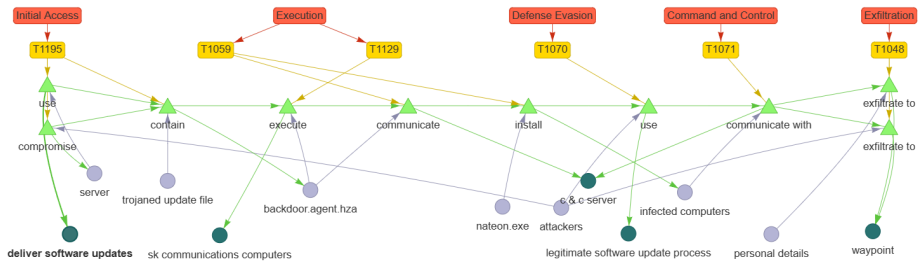 Initial Access
Execution
Defense Evasion
Command and Control
Exfiltration
T1195
T1059
T1129
T1070
T1071
T1048
use
contain
execute
communicate
install
use
communicate with
exfiltrate to
compromise
exfiltrate to
server
trojaned update file
backdoor.agent.hza
nateon.exe
c & c server
attackers
infected computers
deliver software updates
sk communications computers
legitimate software update process
personal details
waypoint